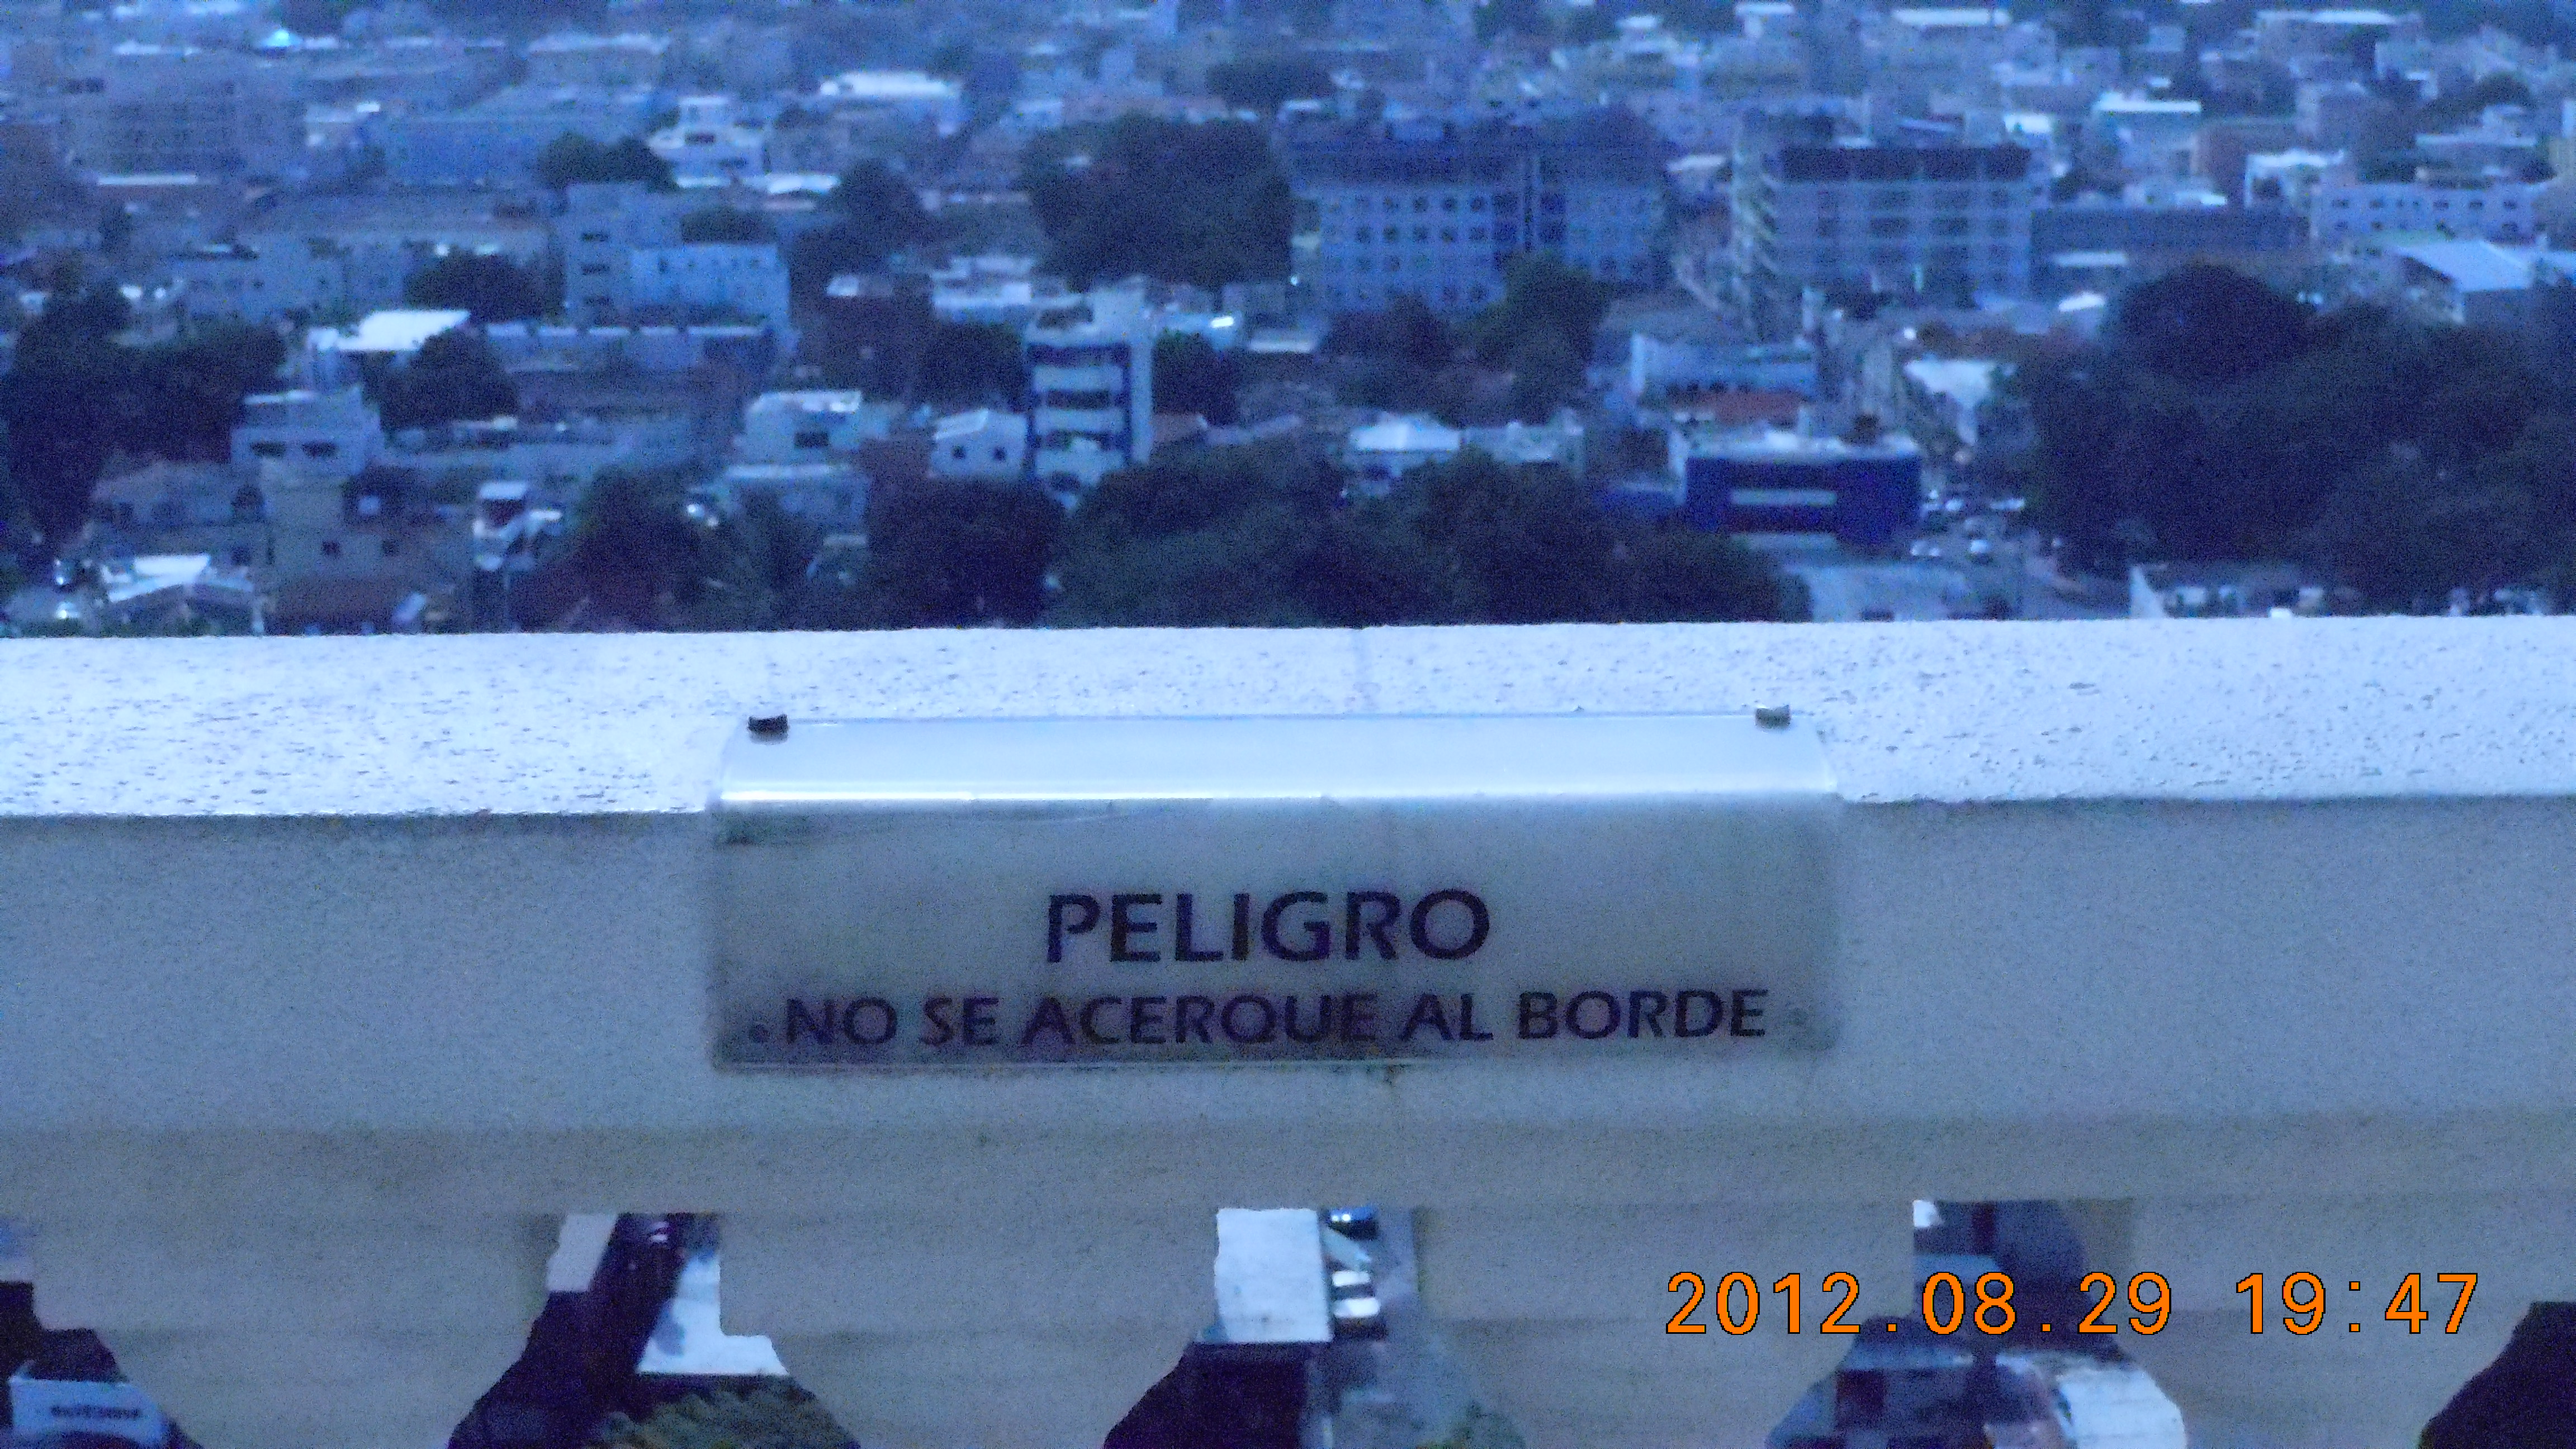 PELIGRO
NO SE ACERQUE AL BORDE
2012.08.29 19:47